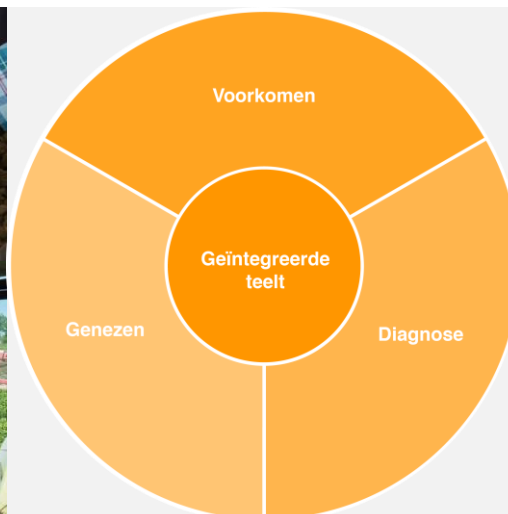 Voorkomen
Geïntegreerde
teelt
Genezen
Diagnose